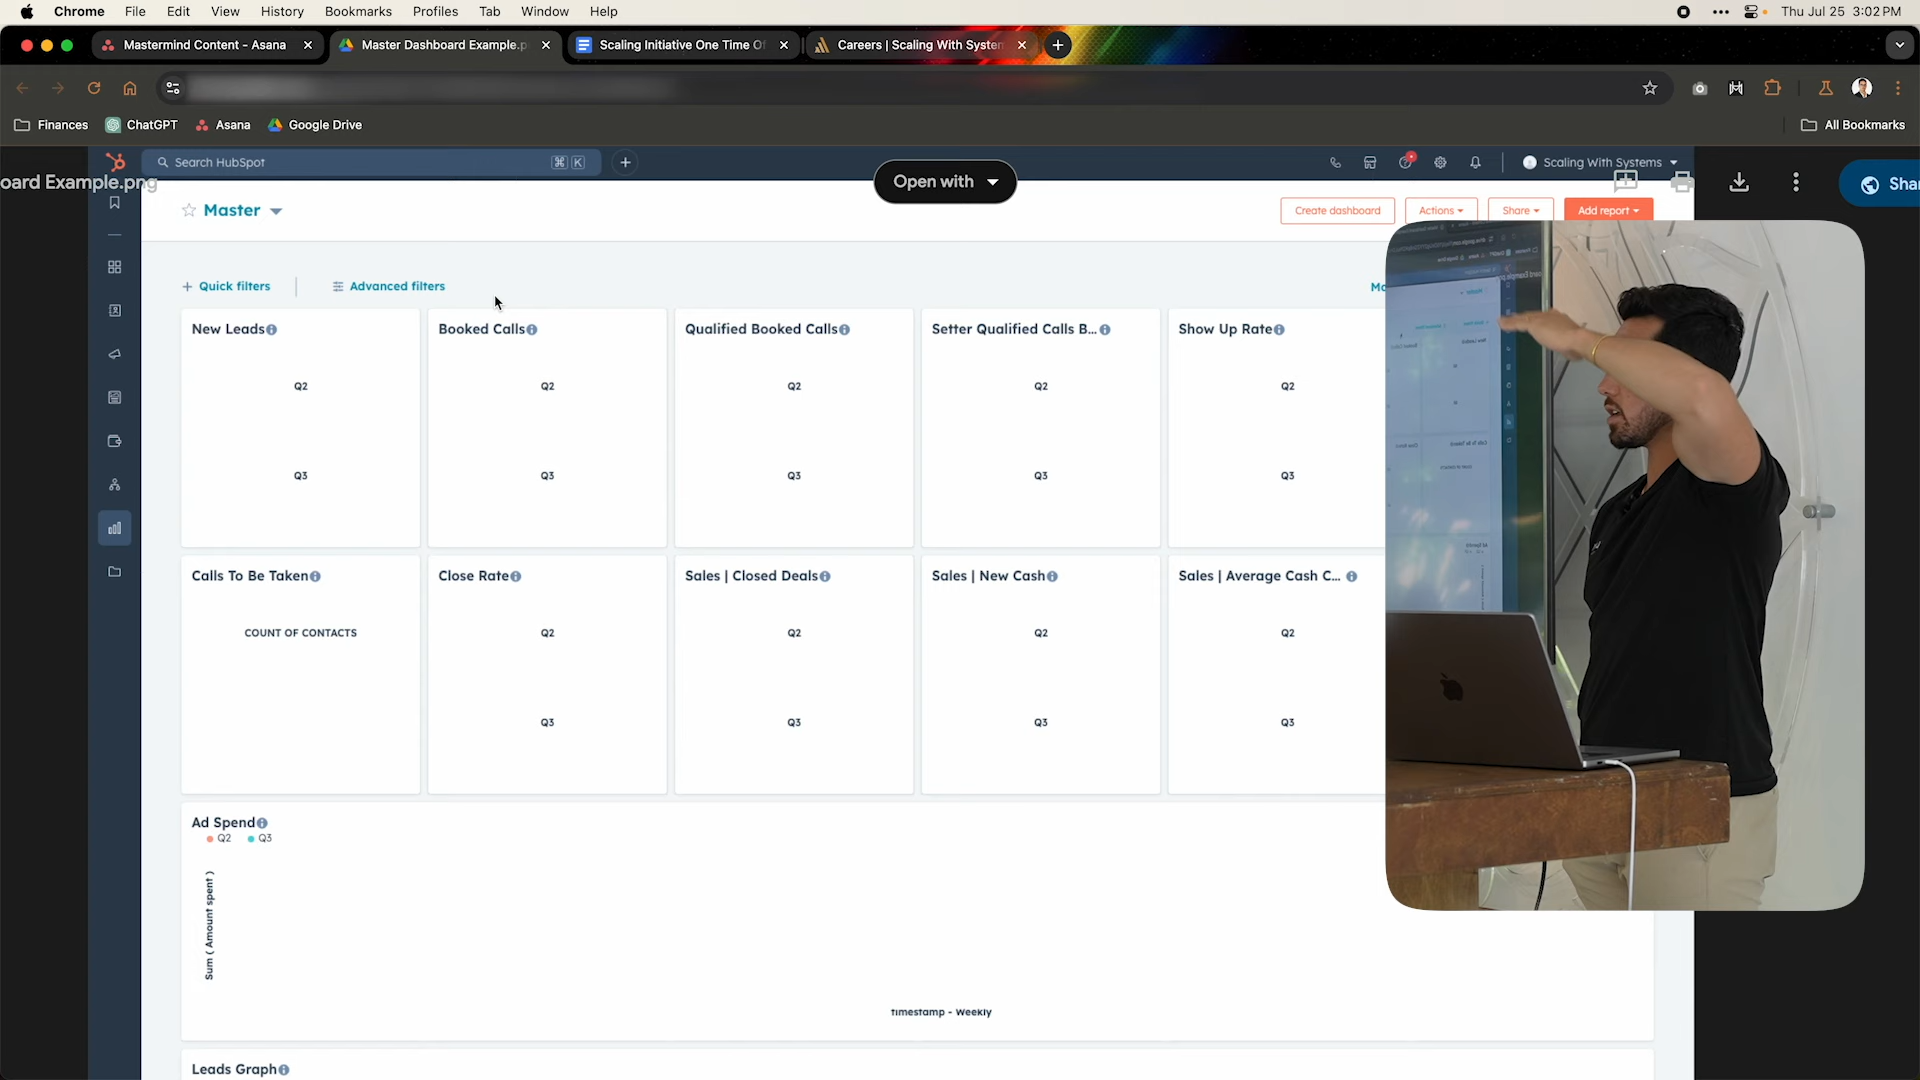 Chrome File Edit View History Bookmarks Profiles Tab Window Help
Thu Jul 25 3:02 PM
Mastermind Content - Asana
Master Dashboard Example.p
Scaling Initiative One Time Of
Careers | Scaling With System
Finances ChatGPT Asana Google Drive
All Bookmarks
Search HubSpot
⌘ K
Scaling With Systems
oard Example.png
Open with
Shar
Master
Create dashboard
Actions
Share
Add report
+ Quick filters
Advanced filters
New Leads
Q2
Q3
Booked Calls
Q2
Q3
Qualified Booked Calls
Q2
Q3
Setter Qualified Calls B...
Q2
Q3
Show Up Rate
Q2
Q3
Calls To Be Taken
COUNT OF CONTACTS
Close Rate
Q2
Q3
Sales | Closed Deals
Q2
Q3
Sales | New Cash
Q2
Q3
Sales | Average Cash C...
Q2
Q3
Ad Spend
Q2 Q3
Sum ( Amount spent )
Timestamp - Weekly
Leads Graph